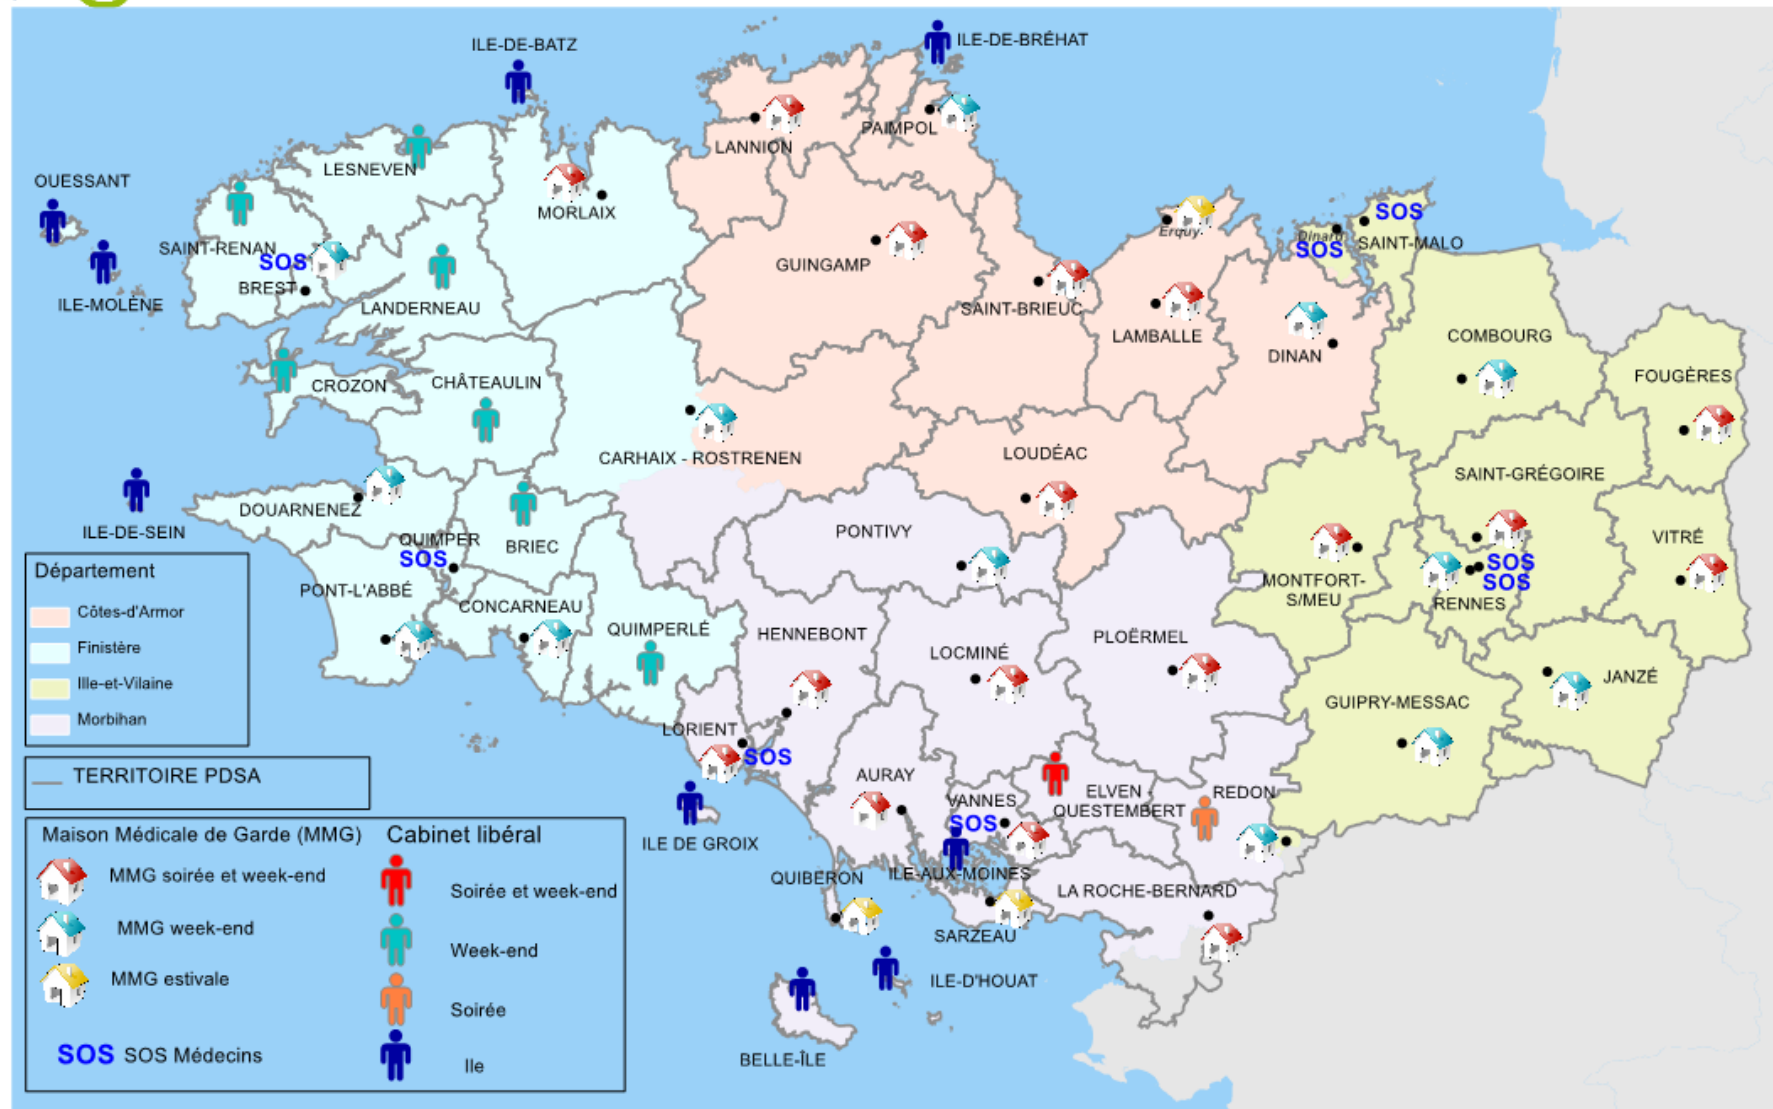 ILE-DE-BATZ
ILE-DE-BRÉHAT
PAIMPOL
LANNION
LESNEVEN
OUESSANT
MORLAIX
SAINT-RENAN
SOS
BREST
ILE-MOLÈNE
LANDERNEAU
GUINGAMP
SAINT-BRIEUC
Erquy
Dinard
SOS
SOS
SAINT-MALO
LAMBALLE
DINAN
COMBOURG
FOUGÈRES
CROZON
CHÂTEAULIN
CARHAIX - ROSTRENEN
LOUDÉAC
SAINT-GRÉGOIRE
DOUARNENEZ
ILE-DE-SEIN
QUIMPER
SOS
BRIEC
PONTIVY
VITRÉ
MONTFORT-
S/MEU
SOS
SOS
RENNES
PONT-L'ABBÉ
CONCARNEAU
QUIMPERLÉ
HENNEBONT
LOCMINÉ
PLOËRMEL
JANZÉ
GUIPRY-MESSAC
LORIENT
SOS
AURAY
VANNES
SOS
ELVEN
QUESTEMBERT
REDON
ILE DE GROIX
QUIBERON
ILE-AUX-MOINES
LA ROCHE-BERNARD
SARZEAU
ILE-D'HOUAT
BELLE-ÎLE
Département
Côtes-d'Armor
Finistère
Ille-et-Vilaine
Morbihan
TERRITOIRE PDSA
Maison Médicale de Garde (MMG)
MMG soirée et week-end
MMG week-end
MMG estivale
SOS SOS Médecins
Cabinet libéral
Soirée et week-end
Week-end
Soirée
Ile